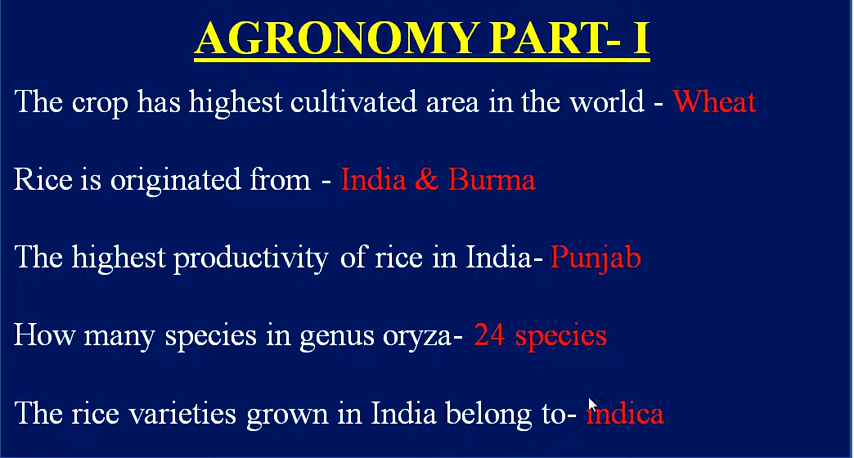 AGRONOMY PART- I
The crop has highest cultivated area in the world - Wheat
Rice is originated from - India & Burma
The highest productivity of rice in India- Punjab
How many species in genus oryza- 24 species
The rice varieties grown in India belong to- indica